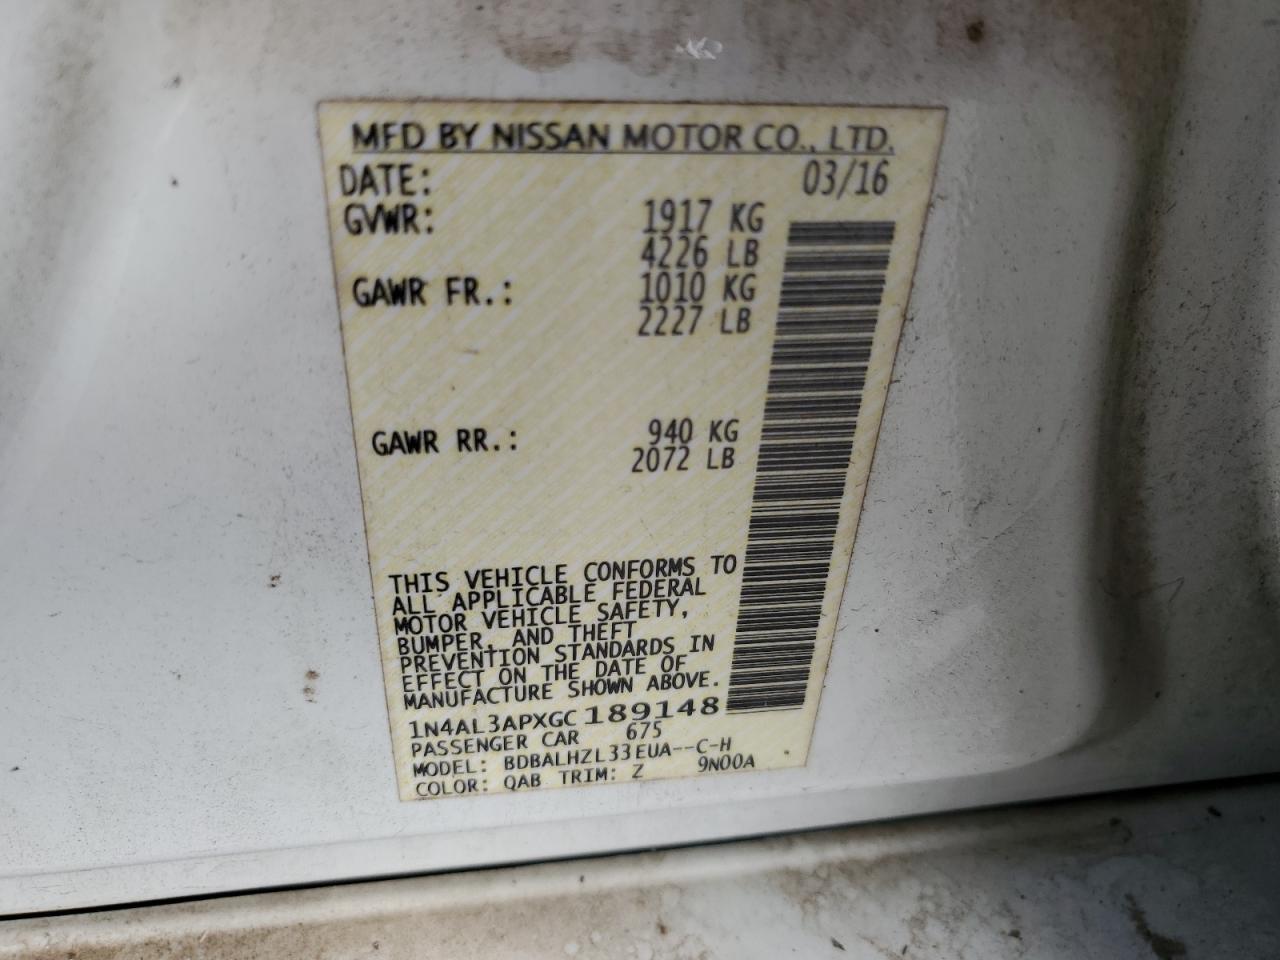 MFD BY NISSAN MOTOR CO., LTD.
DATE: 03/16
GVWR: 1917 KG
4226 LB
GAWR FR.: 1010 KG
2227 LB
GAWR RR.: 940 KG
2072 LB
THIS VEHICLE CONFORMS TO
ALL APPLICABLE FEDERAL
MOTOR VEHICLE SAFETY,
BUMPER, AND THEFT
PREVENTION STANDARDS IN
EFFECT ON THE DATE OF
MANUFACTURE SHOWN ABOVE.
1N4AL3APXGC189148
PASSENGER CAR 675
MODEL: BDBALHZL33EUA--C-H
COLOR: QAB TRIM: Z 9N00A